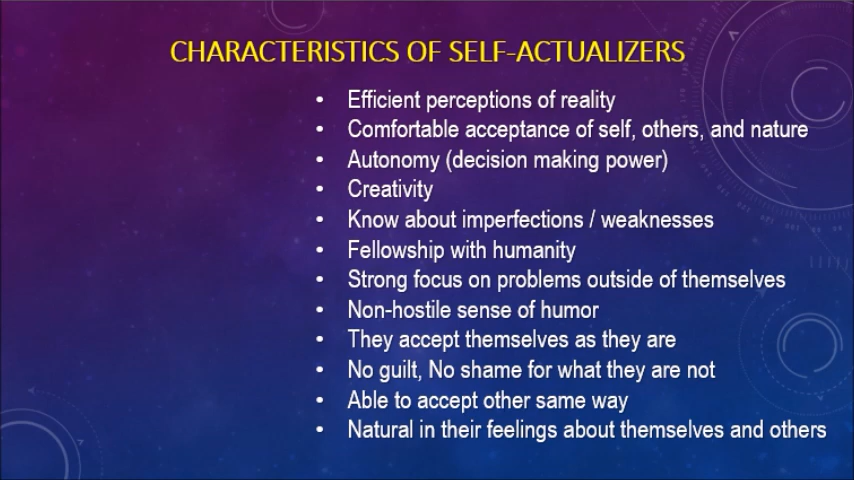 CHARACTERISTICS OF SELF-ACTUALIZERS
• Efficient perceptions of reality
• Comfortable acceptance of self, others, and nature
• Autonomy (decision making power)
• Creativity
• Know about imperfections / weaknesses
• Fellowship with humanity
• Strong focus on problems outside of themselves
• Non-hostile sense of humor
• They accept themselves as they are
• No guilt, No shame for what they are not
• Able to accept other same way
• Natural in their feelings about themselves and others